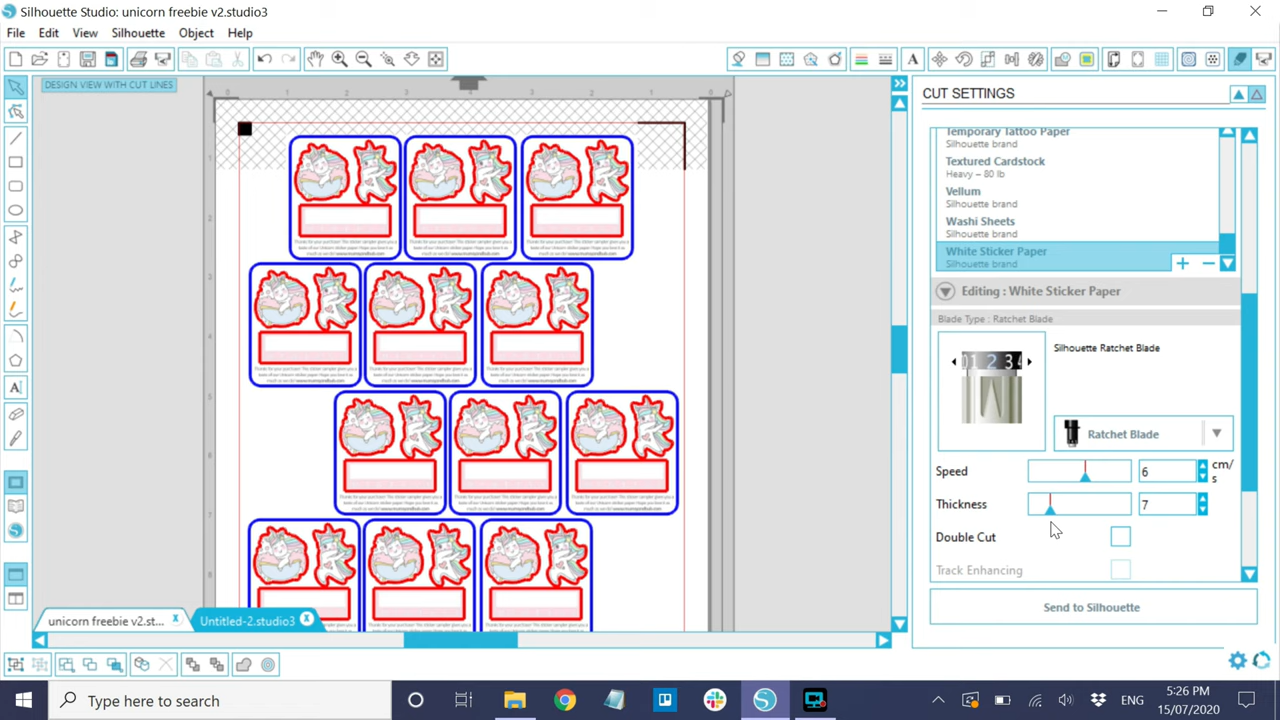 Silhouette Studio: unicorn freebie v2.studio3
File Edit View Silhouette Object Help
DESIGN VIEW WITH CUT LINES
CUT SETTINGS
Temporary Tattoo Paper
Silhouette brand
Textured Cardstock
Heavy – 80 lb
Vellum
Silhouette brand
Washi Sheets
Silhouette brand
White Sticker Paper
Silhouette brand
Editing : White Sticker Paper
Blade Type : Ratchet Blade
Silhouette Ratchet Blade
Ratchet Blade
Speed 6 cm/
s
Thickness 7
Double Cut
Track Enhancing
Send to Silhouette
unicorn freebie v2.st... x Untitled-2.studio3 x
Type here to search
ENG
5:26 PM
15/07/2020